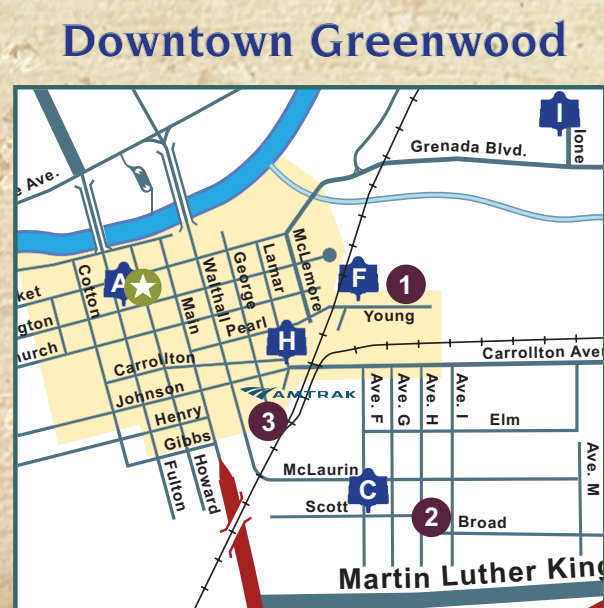 Downtown Greenwood
I
Ione
Grenada Blvd.
Ave.
McLemore
Lamar
George
Walthall
Cotton
A
F
1
ket
Main
Young
gton
Pearl
H
hurch
Carrollton
Carrollton Aven
Johnson
AMTRAK
Ave. F
Ave. G
Ave. H
Ave. I
Henry
3
Elm
Gibbs
Fulton
Howard
McLaurin
Ave. M
C
Scott
2
Broad
Martin Luther King